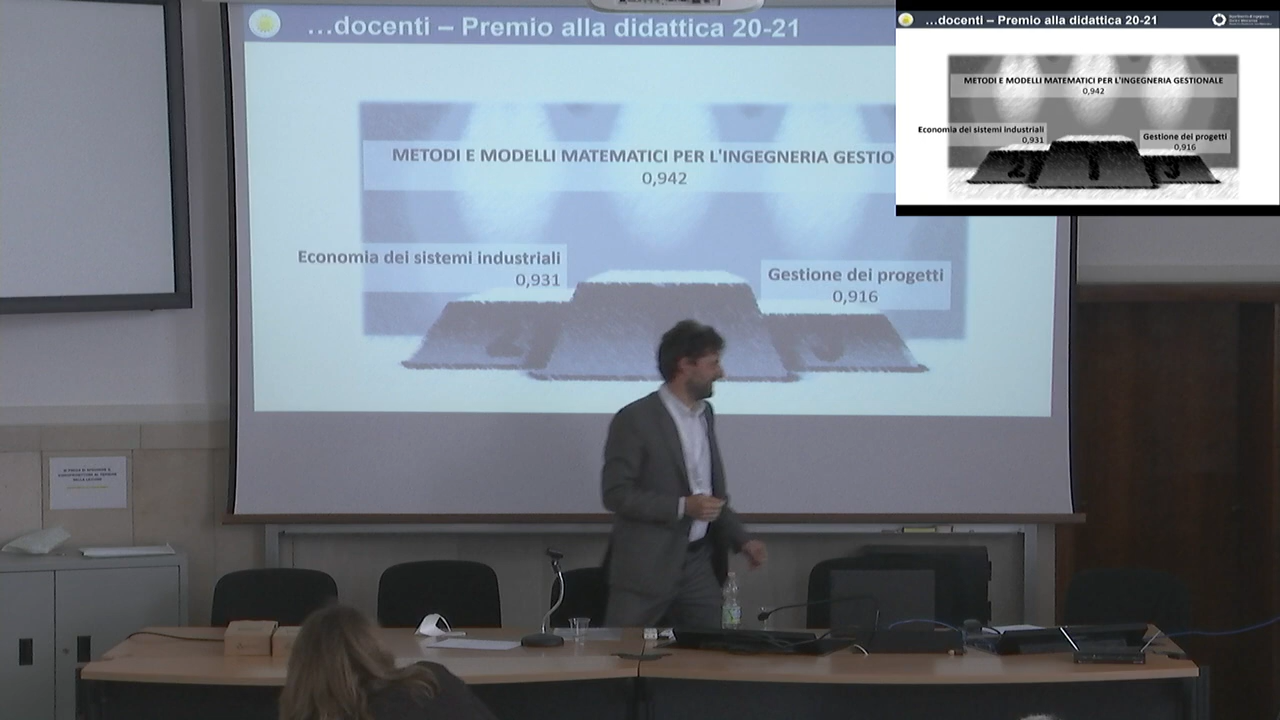 ...docenti – Premio alla didattica 20-21
METODI E MODELLI MATEMATICI PER L'INGEGNERIA GESTIO
0,942
Economia dei sistemi industriali
0,931
Gestione dei progetti
0,916
...docenti – Premio alla didattica 20-21
METODI E MODELLI MATEMATICI PER L'INGEGNERIA GESTIONALE
0,942
Economia dei sistemi industriali
0,931
Gestione dei progetti
0,916
2
1